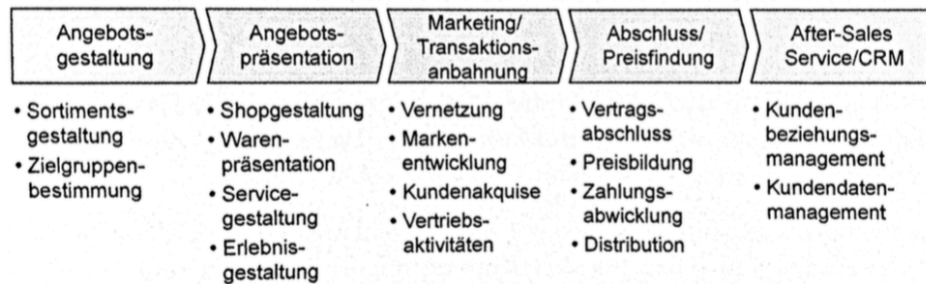 Angebots-
gestaltung
Angebots-
präsentation
Marketing/
Transaktions-
anbahnung
Abschluss/
Preisfindung
After-Sales
Service/CRM
• Sortiments-
gestaltung
• Zielgruppen-
bestimmung
• Shopgestaltung
• Waren-
präsentation
• Service-
gestaltung
• Erlebnis-
gestaltung
• Vernetzung
• Marken-
entwicklung
• Kundenakquise
• Vertriebs-
aktivitäten
• Vertrags-
abschluss
• Preisbildung
• Zahlungs-
abwicklung
• Distribution
• Kunden-
beziehungs-
management
• Kundendaten-
management